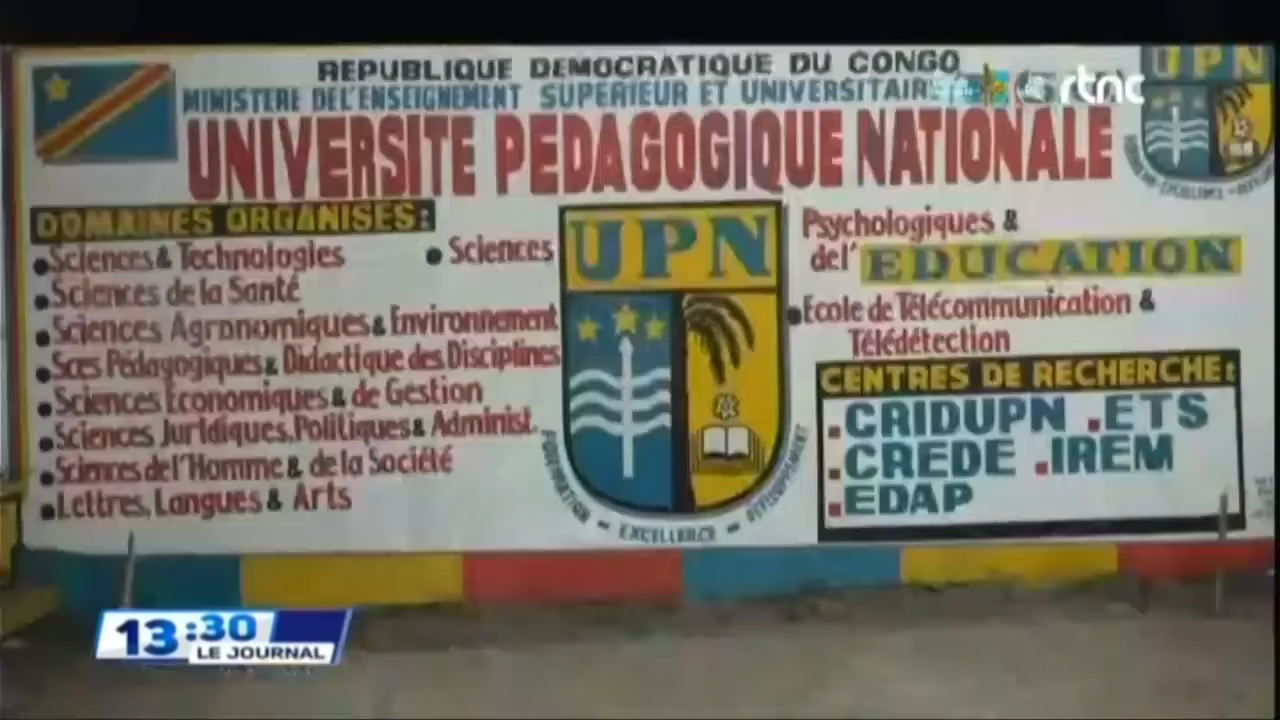 REPUBLIQUE DEMOCRATIQUE DU CONGO
MINISTERE DE L'ENSEIGNEMENT SUPERIEUR ET UNIVERSITAIR
rtnc
UNIVERSITE PEDAGOGIQUE NATIONALE
UPN
DOMAINES ORGANISES:
• Sciences & Technologies
• Sciences de la Santé
• Sciences Agronomiques & Environnement
• Sces Pédagogiques & Didactique des Disciplines
• Sciences Economiques & de Gestion
• Sciences Juridiques, Politiques & Administ.
• Sciences de l'Homme & de la Société
• Lettres, Langues & Arts
• Sciences Psychologiques &
de l' EDUCATION
• Ecole de Télécommunication &
Télédétection
UPN
FORMATION - EXCELLENCE - DEVELOPPEMENT
CENTRES DE RECHERCHE:
.CRIDUPN .ETS
.CREDE .IREM
.EDAP
13:30
LE JOURNAL